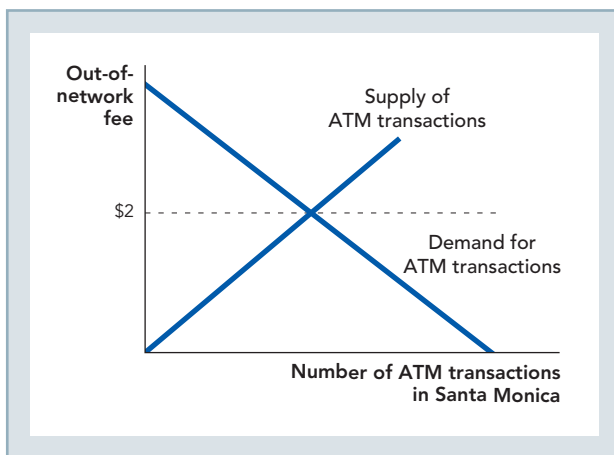 Out-of-
network
fee
Supply of
ATM transactions
$2
Demand for
ATM transactions
Number of ATM transactions
in Santa Monica